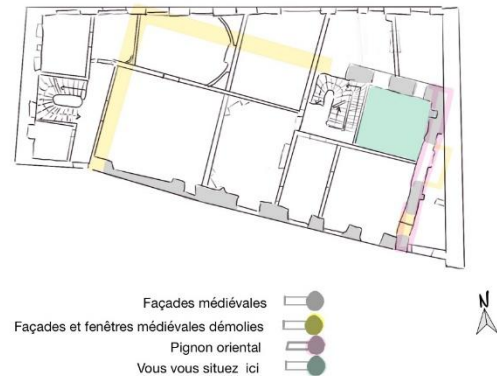 Façades médiévales
Façades et fenêtres médiévales démolies
Pignon oriental
Vous vous situez ici
N